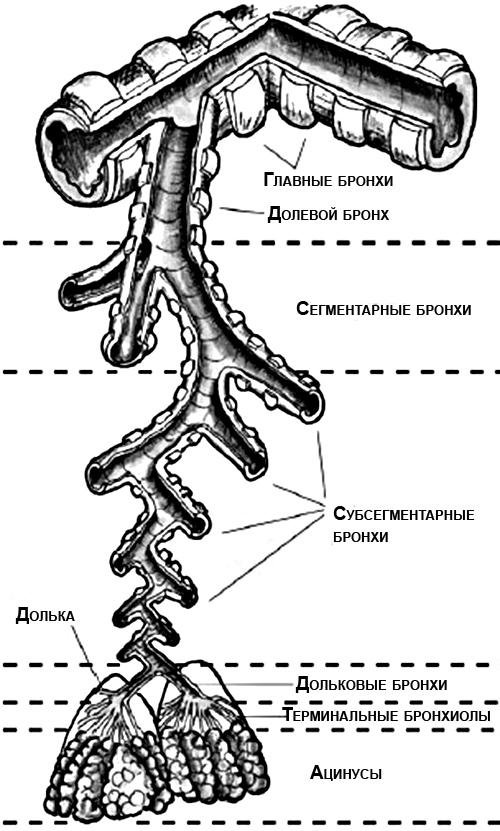 Главные бронхи
Долевой бронх
Сегментарные бронхи
Субсегментарные
бронхи
Долька
Дольковые бронхи
Терминальные бронхиолы
Ацинусы